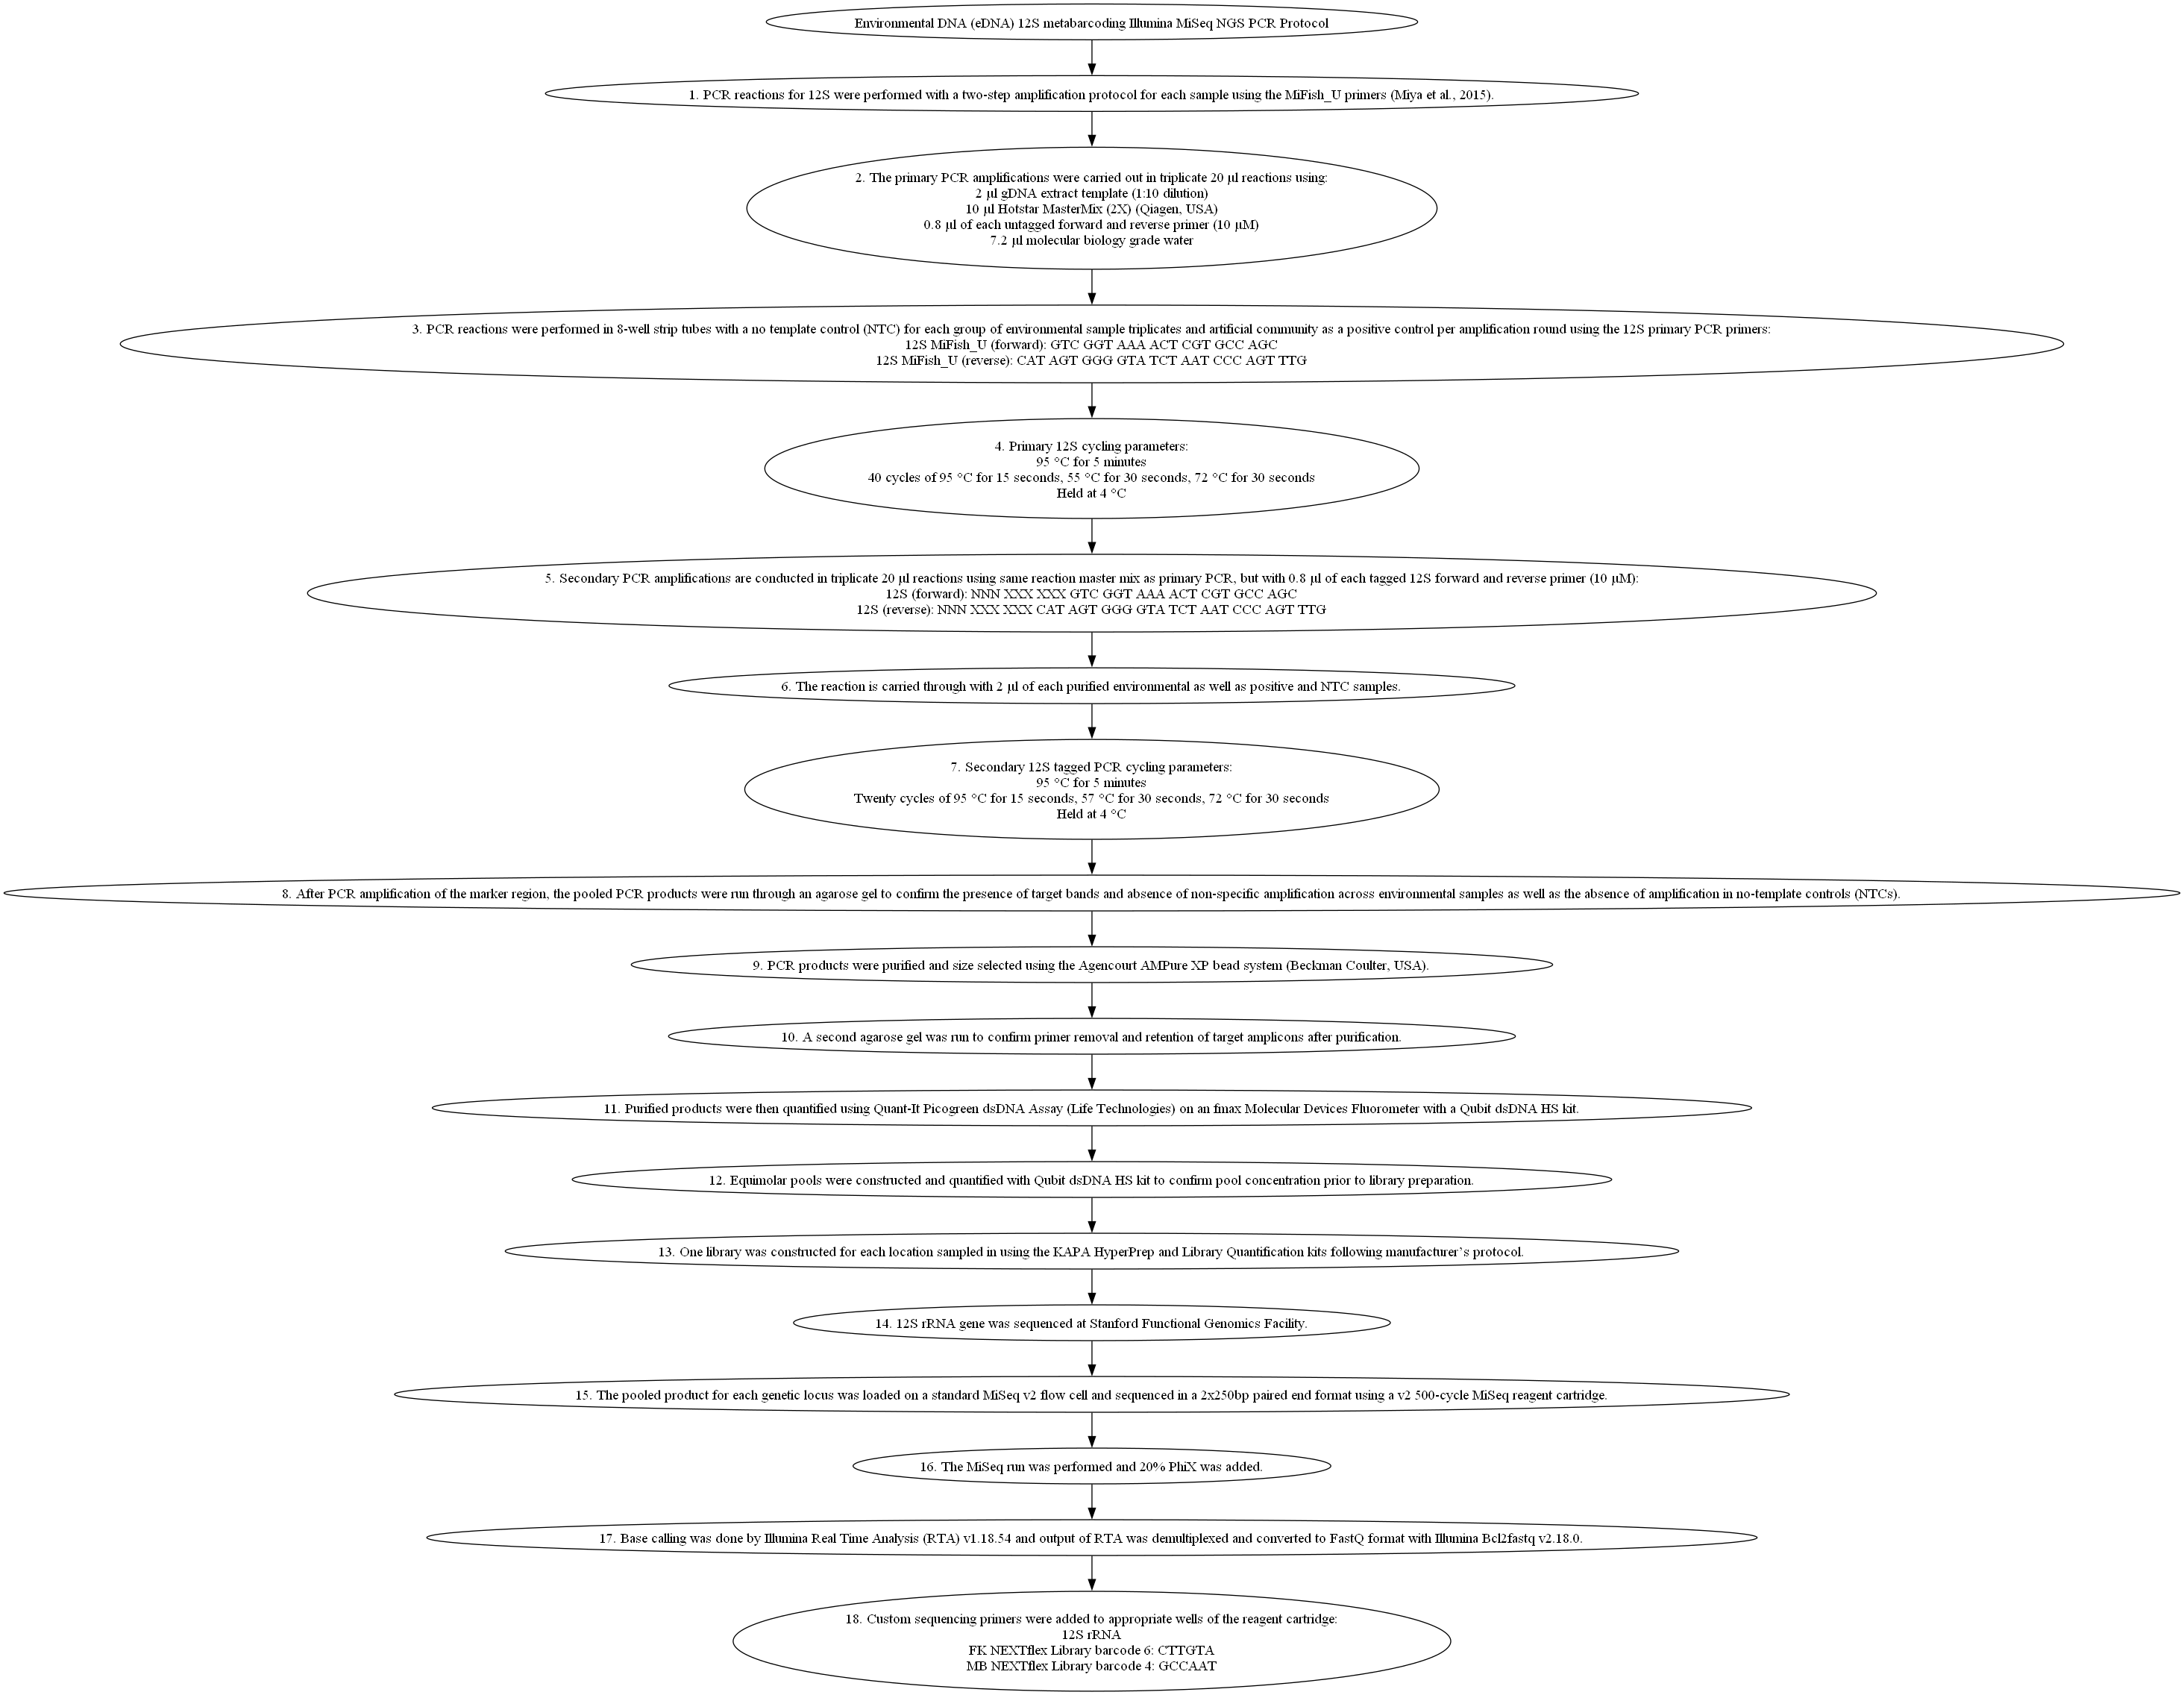 Environmental DNA (eDNA) 12S metabarcoding Illumina MiSeq NGS PCR Protocol
1. PCR reactions for 12S were performed with a two-step amplification protocol for each sample using the MiFish_U primers (Miya et al., 2015).
2. The primary PCR amplifications were carried out in triplicate 20 µl reactions using:
2 µl gDNA extract template (1:10 dilution)
10 µl Hotstar MasterMix (2X) (Qiagen, USA)
0.8 µl of each untagged forward and reverse primer (10 µM)
7.2 µl molecular biology grade water
3. PCR reactions were performed in 8-well strip tubes with a no template control (NTC) for each group of environmental sample triplicates and artificial community as a positive control per amplification round using the 12S primary PCR primers:
12S MiFish_U (forward): GTC GGT AAA ACT CGT GCC AGC
12S MiFish_U (reverse): CAT AGT GGG GTA TCT AAT CCC AGT TTG
4. Primary 12S cycling parameters:
95 °C for 5 minutes
40 cycles of 95 °C for 15 seconds, 55 °C for 30 seconds, 72 °C for 30 seconds
Held at 4 °C
5. Secondary PCR amplifications are conducted in triplicate 20 µl reactions using same reaction master mix as primary PCR, but with 0.8 µl of each tagged 12S forward and reverse primer (10 µM):
12S (forward): NNN XXX XXX GTC GGT AAA ACT CGT GCC AGC
12S (reverse): NNN XXX XXX CAT AGT GGG GTA TCT AAT CCC AGT TTG
6. The reaction is carried through with 2 µl of each purified environmental as well as positive and NTC samples.
7. Secondary 12S tagged PCR cycling parameters:
95 °C for 5 minutes
Twenty cycles of 95 °C for 15 seconds, 57 °C for 30 seconds, 72 °C for 30 seconds
Held at 4 °C
8. After PCR amplification of the marker region, the pooled PCR products were run through an agarose gel to confirm the presence of target bands and absence of non-specific amplification across environmental samples as well as the absence of amplification in no-template controls (NTCs).
9. PCR products were purified and size selected using the Agencourt AMPure XP bead system (Beckman Coulter, USA).
10. A second agarose gel was run to confirm primer removal and retention of target amplicons after purification.
11. Purified products were then quantified using Quant-It Picogreen dsDNA Assay (Life Technologies) on an fmax Molecular Devices Fluorometer with a Qubit dsDNA HS kit.
12. Equimolar pools were constructed and quantified with Qubit dsDNA HS kit to confirm pool concentration prior to library preparation.
13. One library was constructed for each location sampled in using the KAPA HyperPrep and Library Quantification kits following manufacturer's protocol.
14. 12S rRNA gene was sequenced at Stanford Functional Genomics Facility.
15. The pooled product for each genetic locus was loaded on a standard MiSeq v2 flow cell and sequenced in a 2x250bp paired end format using a v2 500-cycle MiSeq reagent cartridge.
16. The MiSeq run was performed and 20% PhiX was added.
17. Base calling was done by Illumina Real Time Analysis (RTA) v1.18.54 and output of RTA was demultiplexed and converted to FastQ format with Illumina Bcl2fastq v2.18.0.
18. Custom sequencing primers were added to appropriate wells of the reagent cartridge:
12S rRNA
FK NEXTflex Library barcode 6: CTTGTA
MB NEXTflex Library barcode 4: GCCAAT